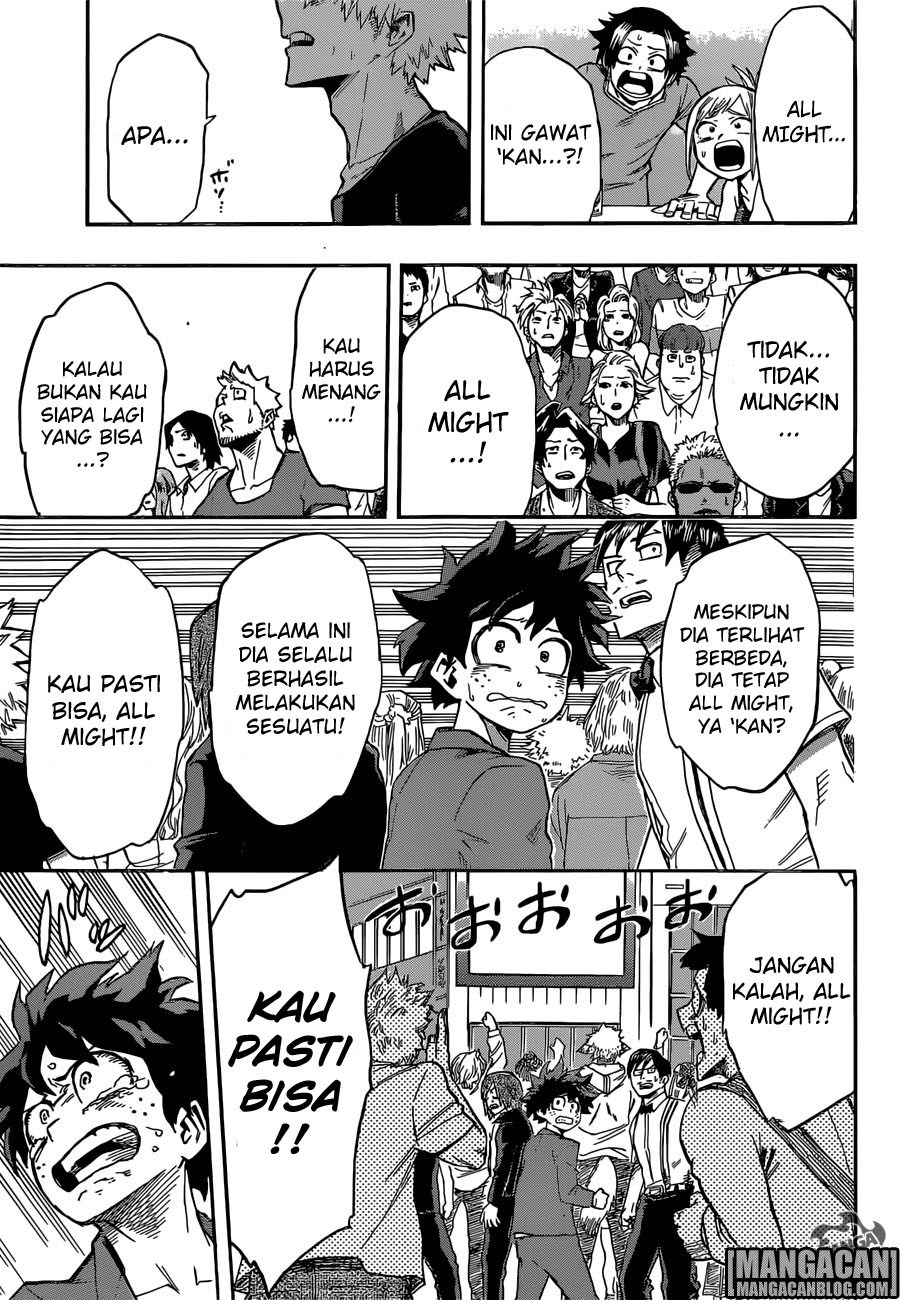 ALL
MIGHT...
INI GAWAT
'KAN...?!
APA...
TIDAK...
TIDAK
MUNGKIN
...
ALL
MIGHT
...!
KAU
HARUS
MENANG
...!
KALAU
BUKAN KAU
SIAPA LAGI
YANG BISA
...?
MESKIPUN
DIA TERLIHAT
BERBEDA,
DIA TETAP
ALL MIGHT,
YA 'KAN?
SELAMA INI
DIA SELALU
BERHASIL
MELAKUKAN
SESUATU!
KAU PASTI
BISA, ALL
MIGHT!!
JANGAN
KALAH, ALL
MIGHT!!
おおおおお
KAU
PASTI
BISA
!!
MANGACAN
MANGACANBLOG.COM